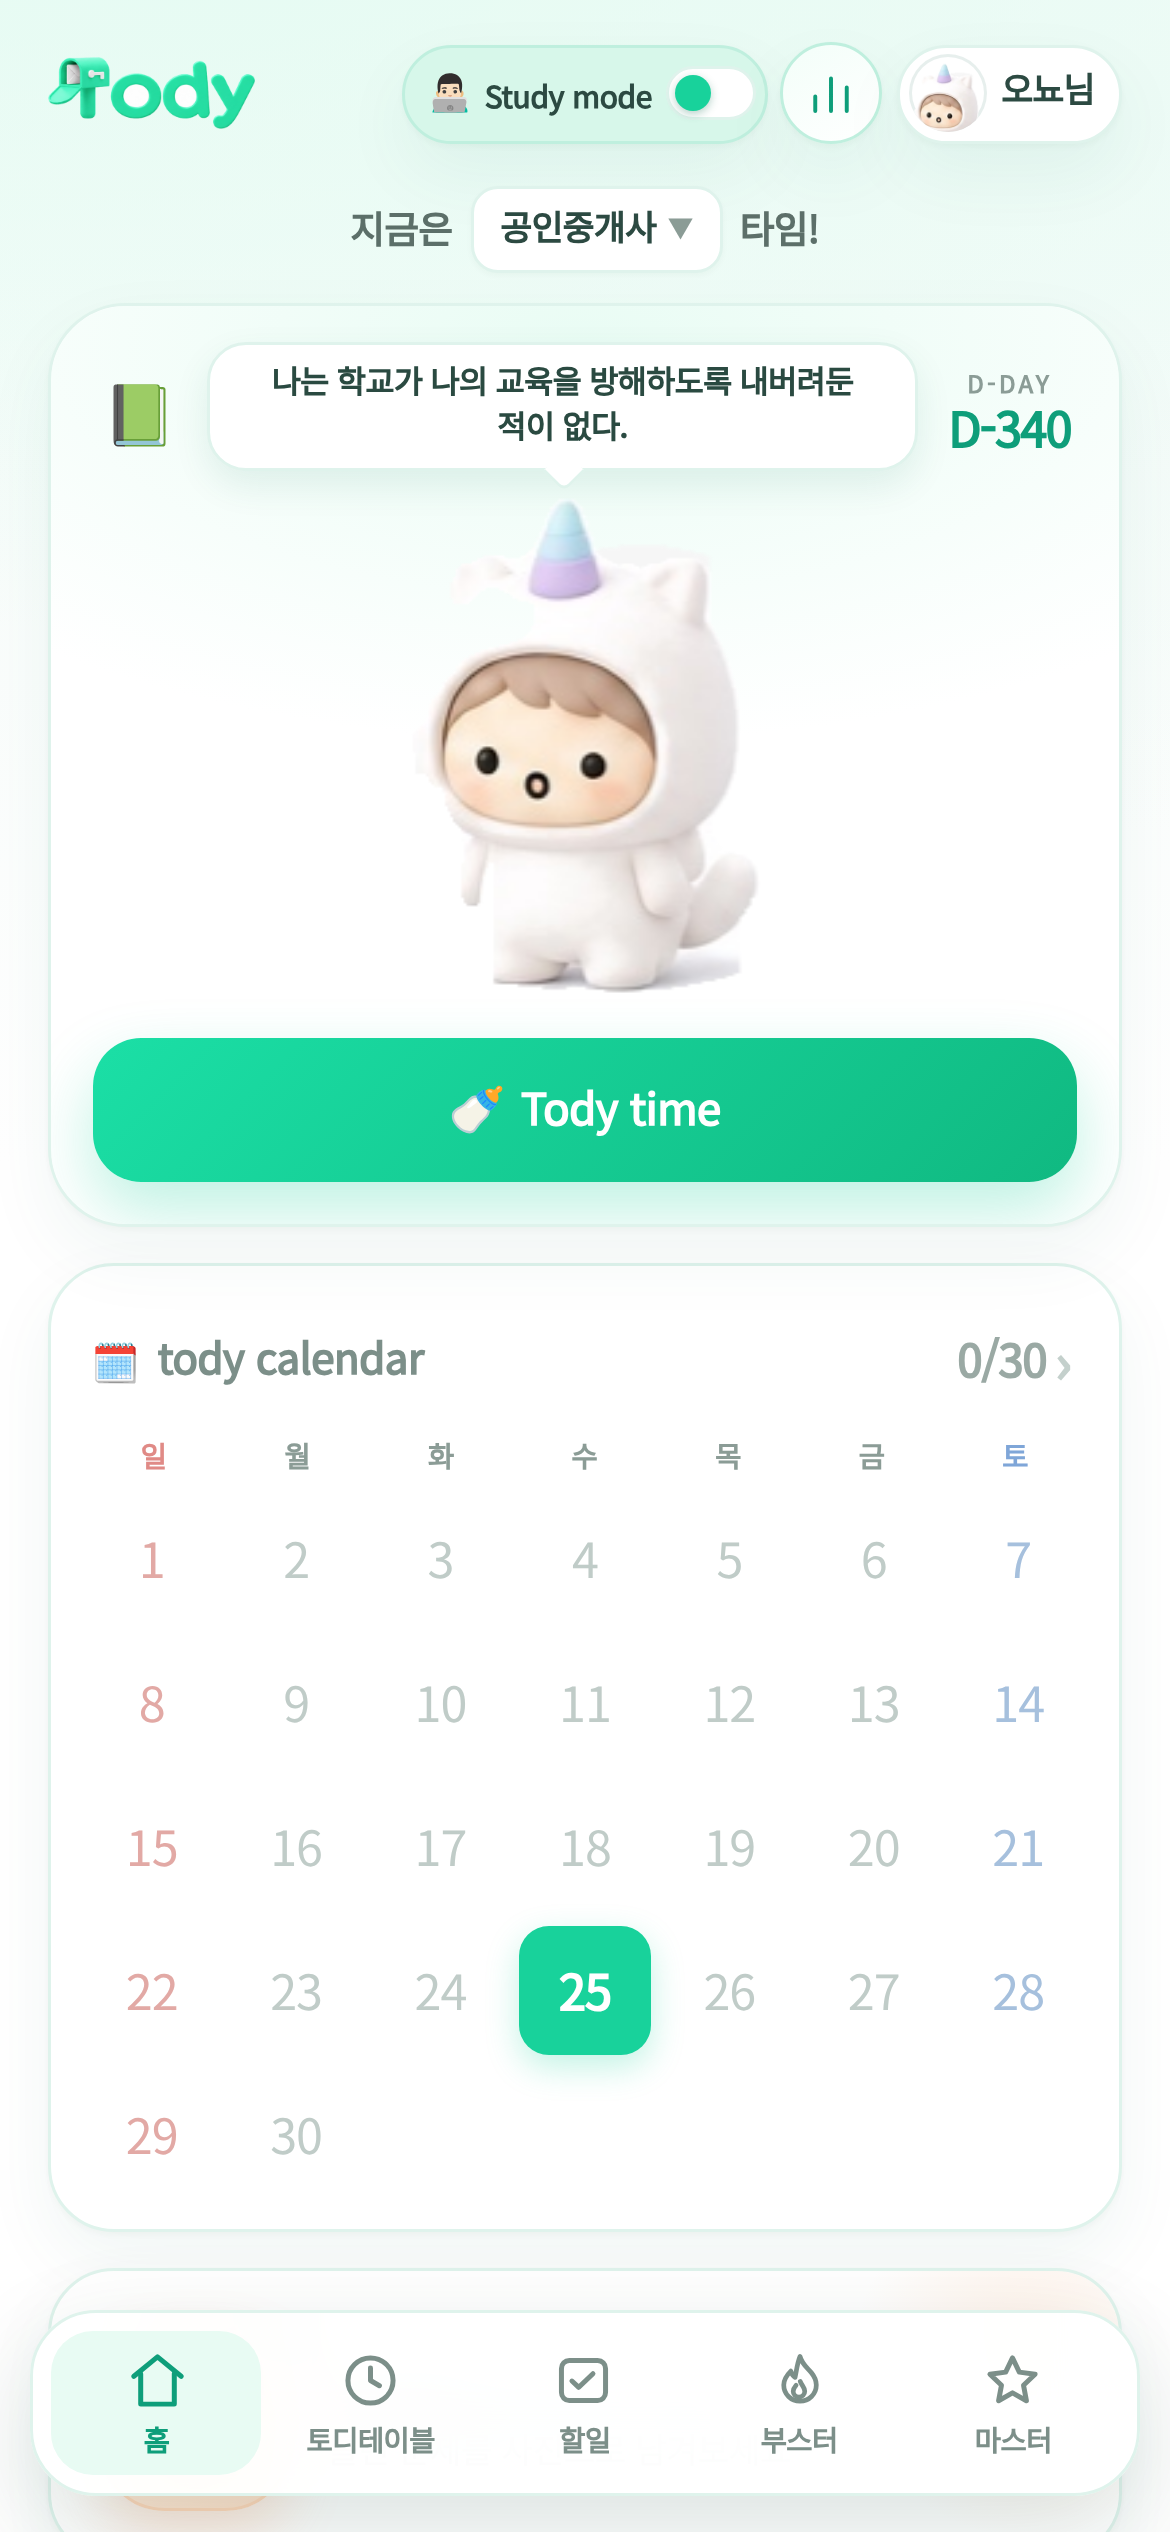 Tody
Study mode
오뇨님
지금은 공인중개사 ▼ 타임!
나는 학교가 나의 교육을 방해하도록 내버려둔
적이 없다.
D-DAY
D-340
Tody time
tody calendar
0/30 ›
일 월 화 수 목 금 토
1 2 3 4 5 6 7
8 9 10 11 12 13 14
15 16 17 18 19 20 21
22 23 24 25 26 27 28
29 30
홈 토디테이블 할일 부스터 마스터